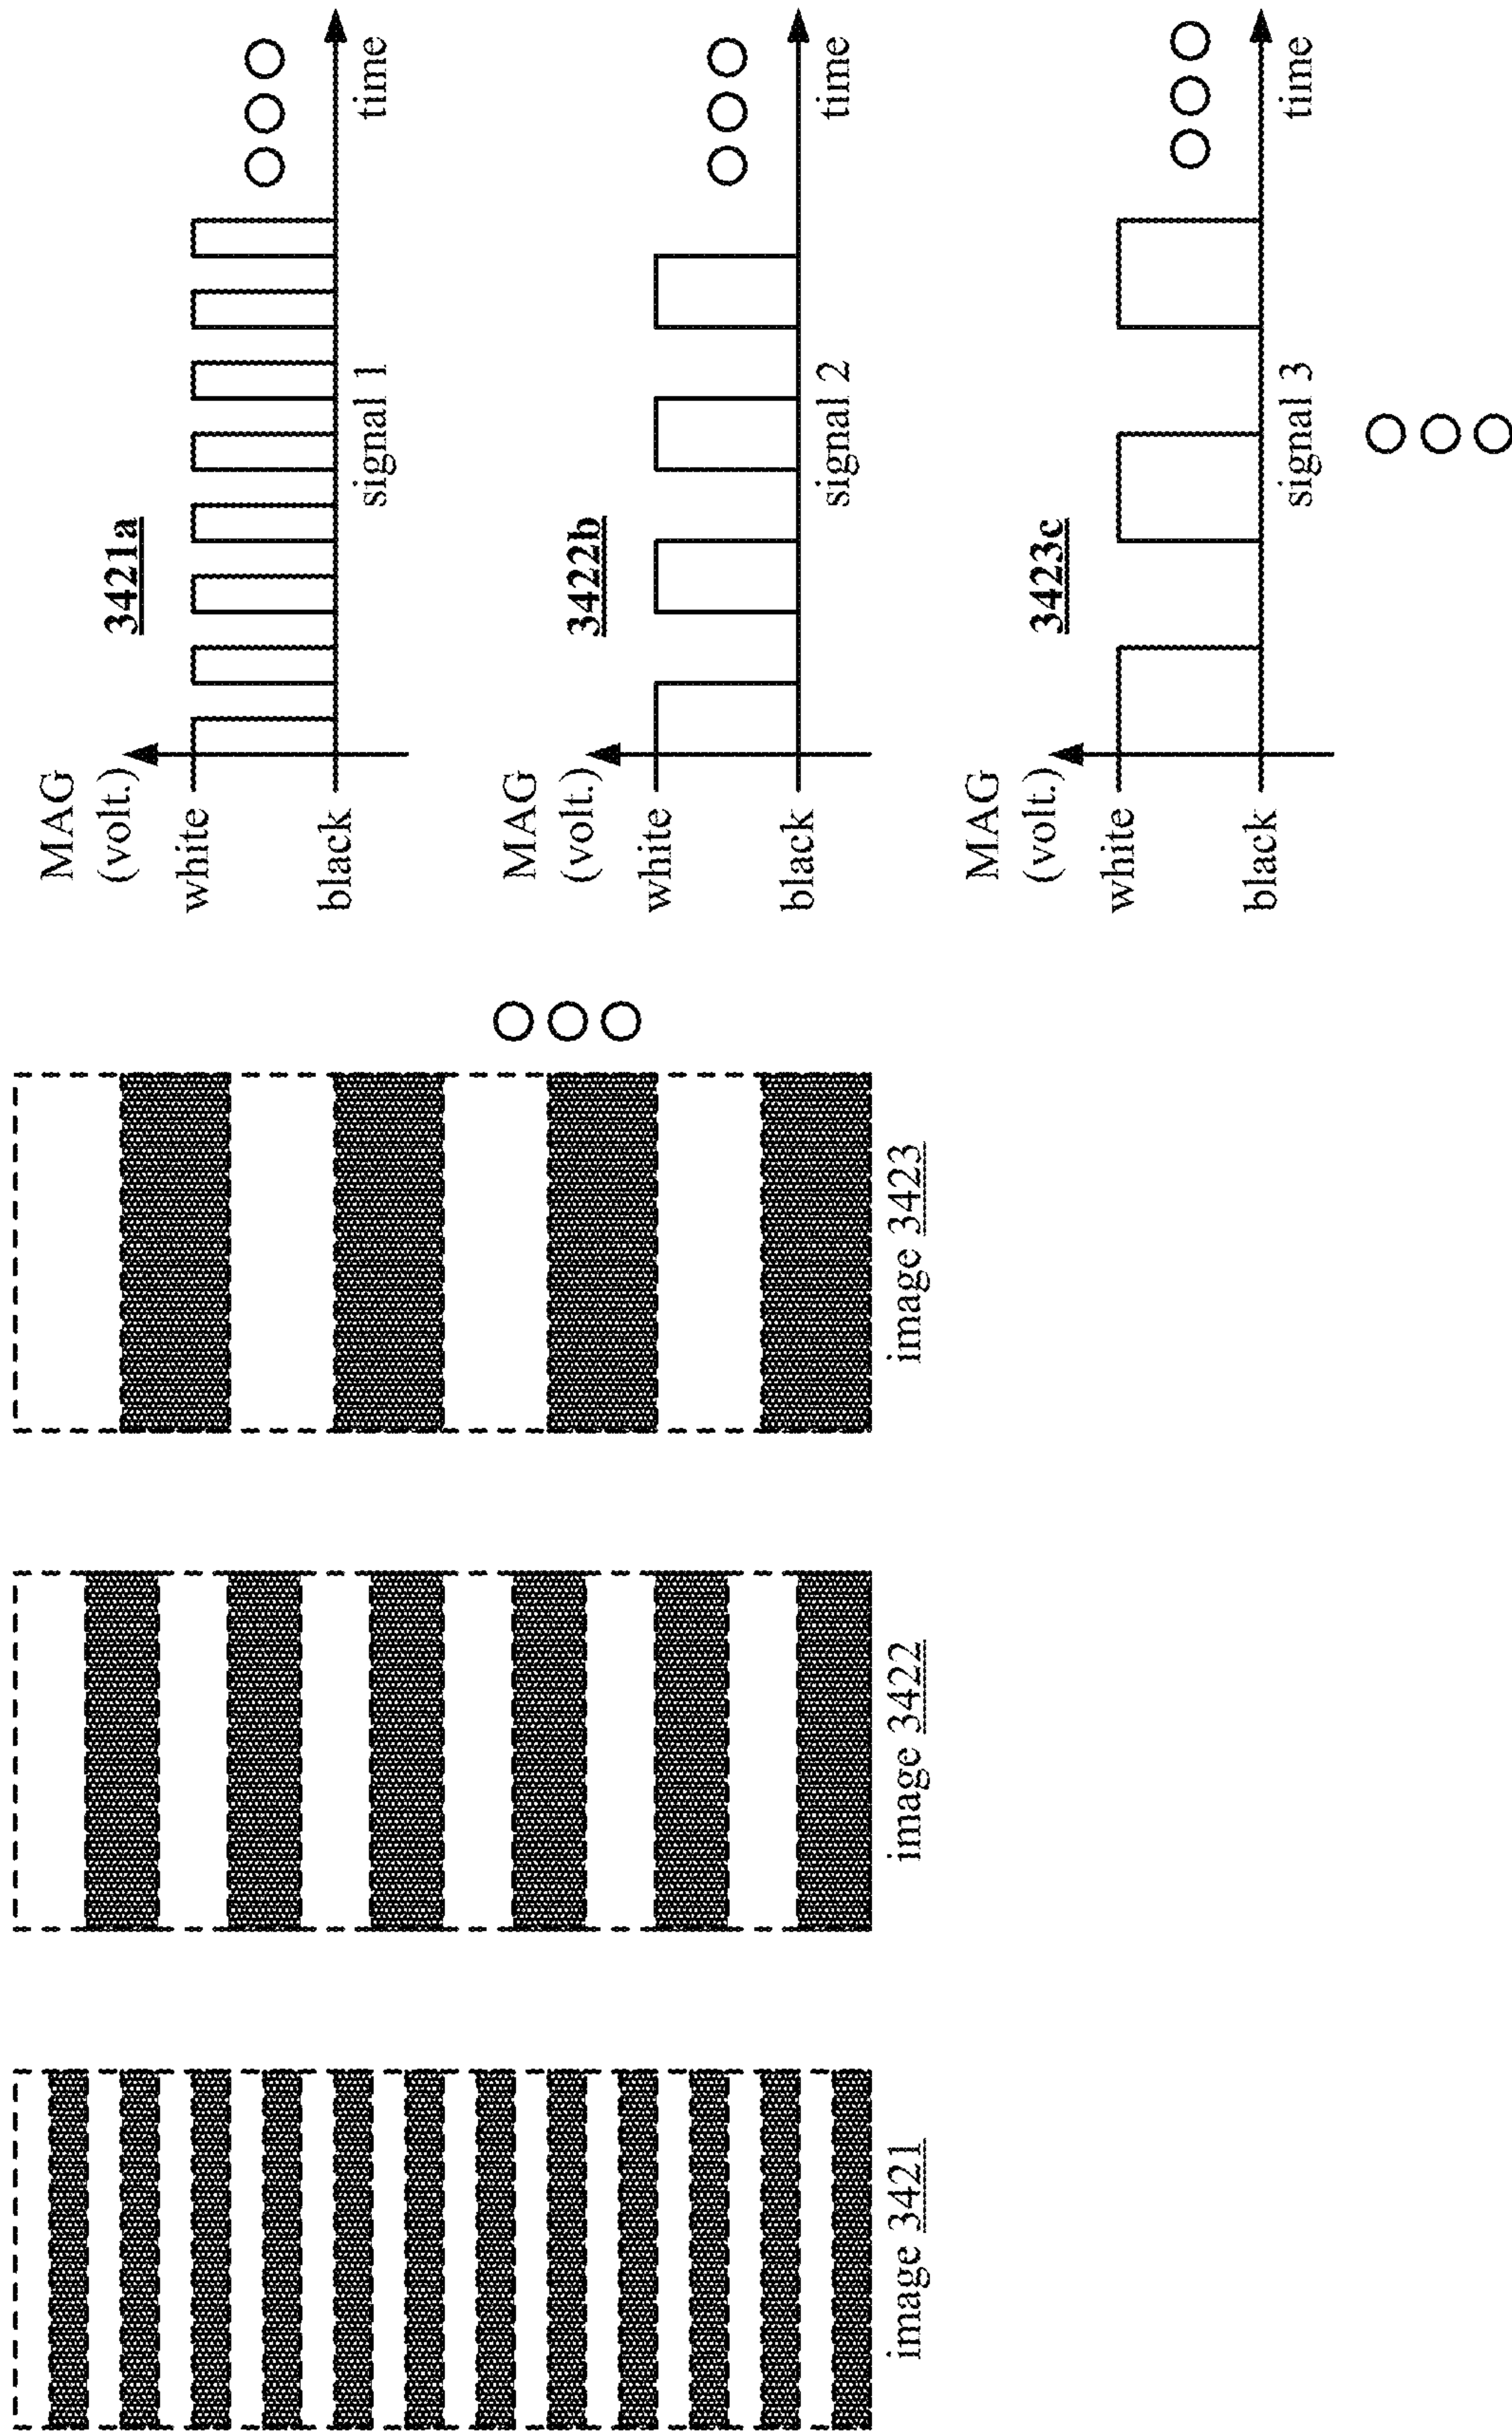 image 3421
image 3422
image 3423
MAG
(volt.)
white
black
3421a
signal 1
time
MAG
(volt.)
white
black
3422b
signal 2
time
MAG
(volt.)
white
black
3423c
signal 3
time